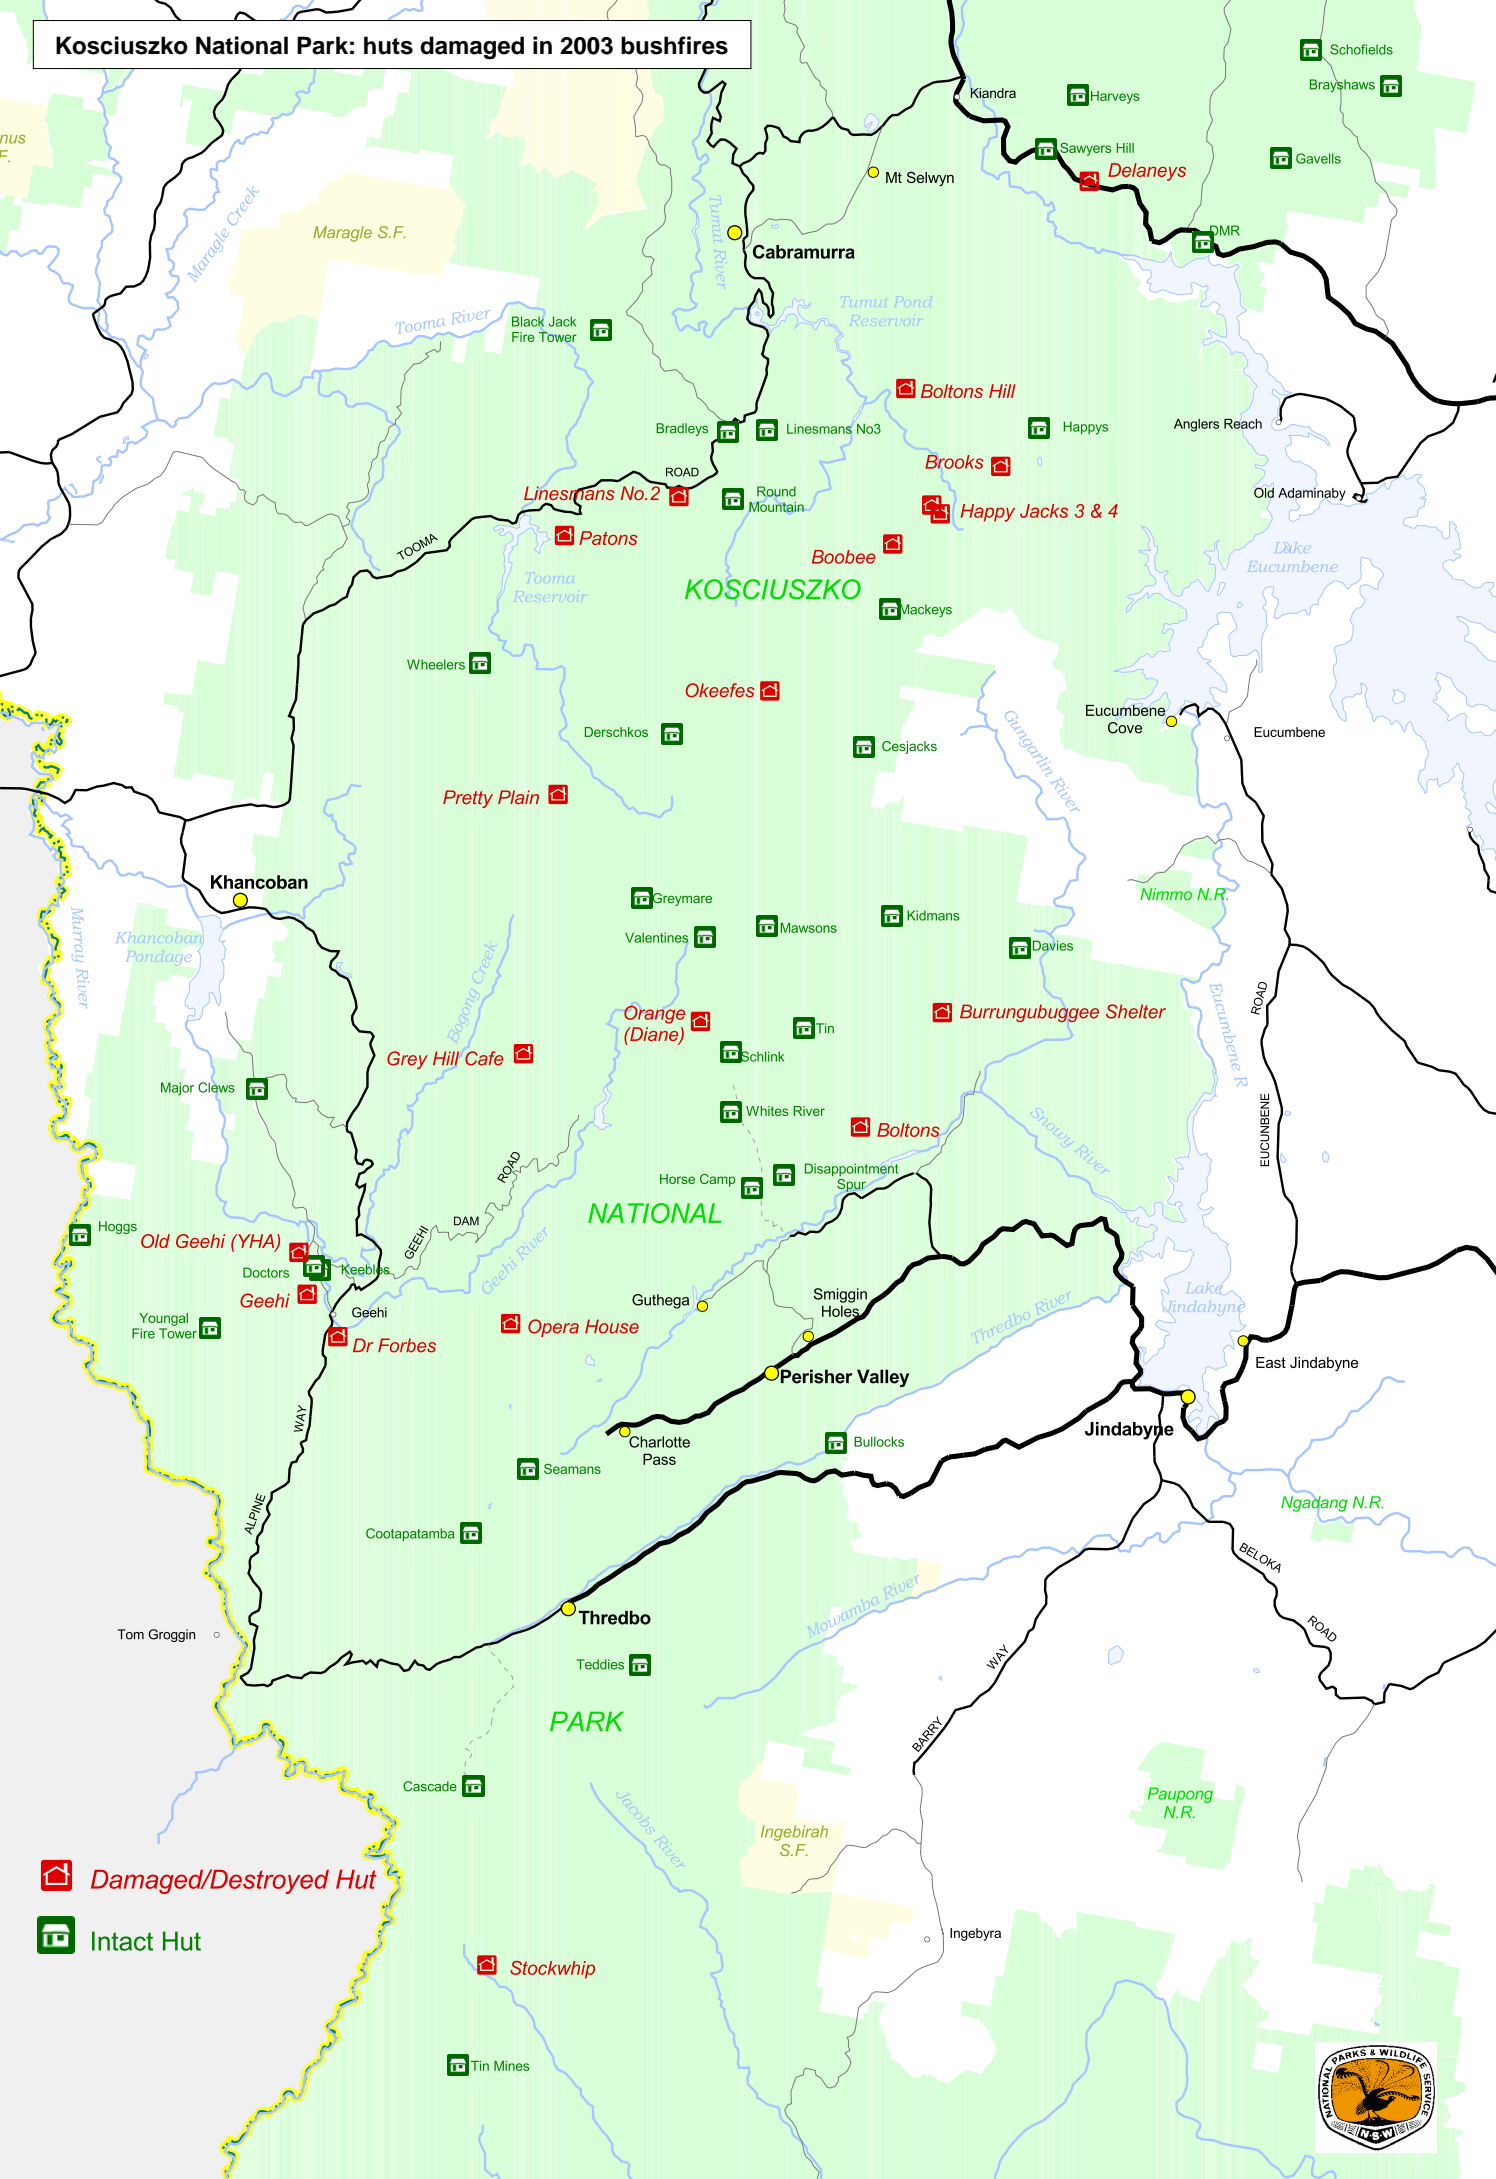 Kosciuszko National Park: huts damaged in 2003 bushfires
Schofields
Brayshaws
Kiandra
Harveys
nus
F.
Sawyers Hill
Gavells
Delaneys
Mt Selwyn
Maragle Creek
Tumut River
Maragle S.F.
DMR
Cabramurra
Tumut Pond
Reservoir
Tooma River
Black Jack
Fire Tower
Boltons Hill
Anglers Reach
Bradleys
Linesmans No3
Happys
Brooks
ROAD
Linesmans No.2
Round
Mountain
Old Adaminaby
Happy Jacks 3 & 4
Patons
TOOMA
Boobee
Lake
Eucumbene
Tooma
Reservoir
KOSCIUSZKO
Mackeys
Wheelers
Okeefes
Eucumbene
Cove
Eucumbene
Derschkos
Cesjacks
Gungarlin River
Pretty Plain
Khancoban
Nimmo N.R.
Greymare
Kidmans
Mawsons
Valentines
Davies
Khancoban
Pondage
Murray River
Bogong Creek
Eucumbene R
ROAD
Orange
(Diane)
Burrungubuggee Shelter
Tin
Schlink
Grey Hill Cafe
Major Clews
Whites River
Boltons
EUCUNBENE
Snowy River
ROAD
Disappointment
Spur
Horse Camp
NATIONAL
DAM
GEEHI
Hoggs
Old Geehi (YHA)
Doctors
Keebles
Geehi River
Geehi
Geehi
Guthega
Smiggin
Holes
Lake
Jindabyne
Thredbo River
Youngal
Fire Tower
Dr Forbes
Opera House
East Jindabyne
Perisher Valley
WAY
Jindabyne
Charlotte
Pass
Bullocks
Seamans
ALPINE
Ngadang N.R.
Cootapatamba
BELOKA
Mowamba River
Thredbo
Tom Groggin
ROAD
WAY
Teddies
PARK
BARRY
Cascade
Jacobs River
Paupong
N.R.
Ingebirah
S.F.
Damaged/Destroyed Hut
Intact Hut
Ingebyra
Stockwhip
Tin Mines
NATIONAL PARKS & WILDLIFE SERVICE
N·S·W